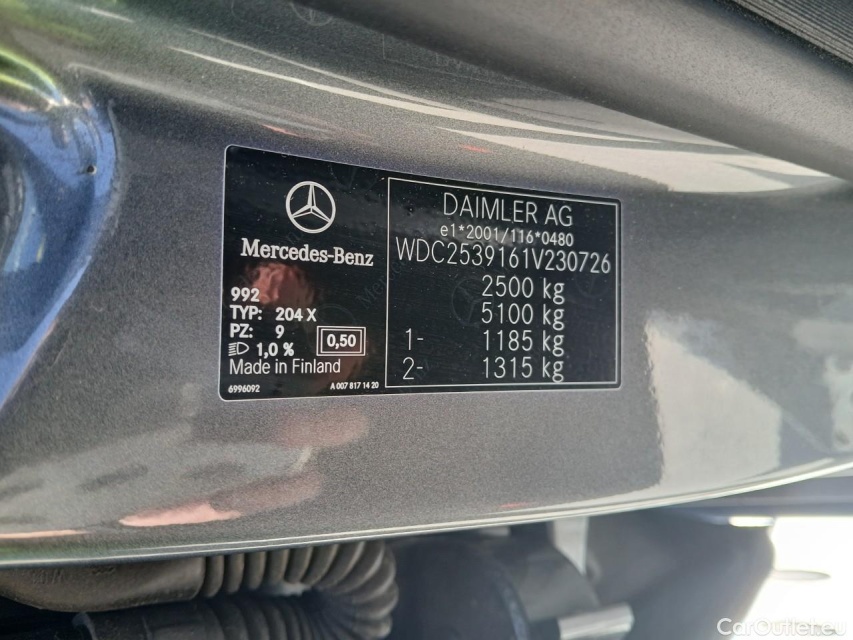 Mercedes-Benz
992
TYP: 204 X
PZ: 9
1,0 %
0,50
Made in Finland
6996092
A 007 817 14 20
DAIMLER AG
e1*2001/116*0480
WDC2539161V230726
2500 kg
5100 kg
1- 1185 kg
2- 1315 kg
CarOutlet.eu